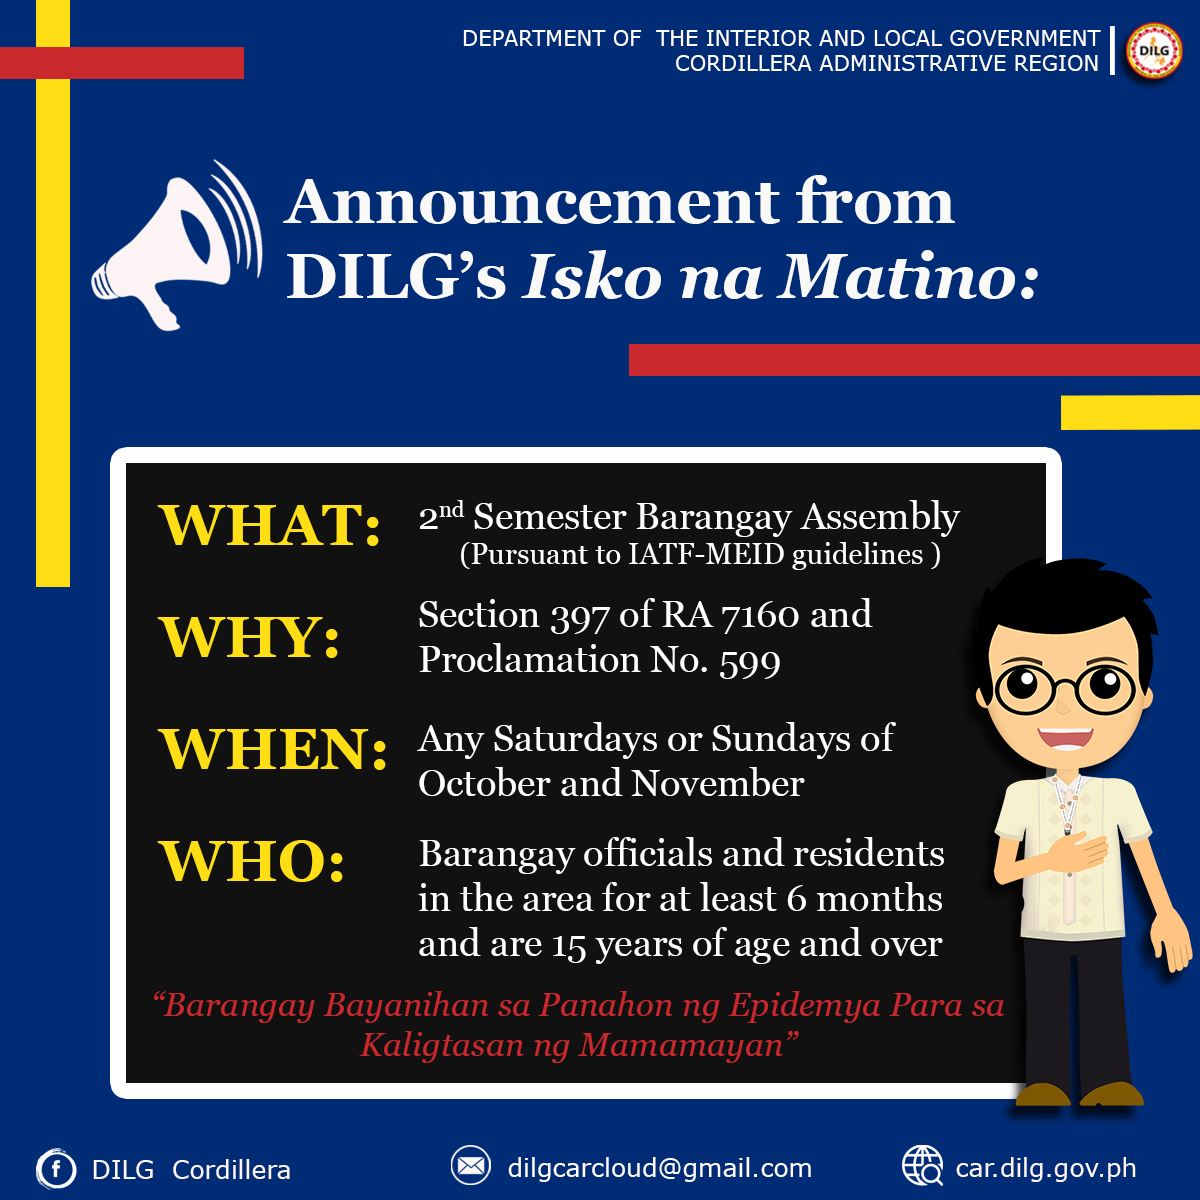 DEPARTMENT OF THE INTERIOR AND LOCAL GOVERNMENT
CORDILLERA ADMINISTRATIVE REGION
DILG
Announcement from
DILG's Isko na Matino:
WHAT: 2nd Semester Barangay Assembly
(Pursuant to IATF-MEID guidelines )
WHY: Section 397 of RA 7160 and
Proclamation No. 599
WHEN: Any Saturdays or Sundays of
October and November
WHO: Barangay officials and residents
in the area for at least 6 months
and are 15 years of age and over
“Barangay Bayanihan sa Panahon ng Epidemya Para sa
Kaligtasan ng Mamamayan”
DILG Cordillera
dilgcarcloud@gmail.com
car.dilg.gov.ph